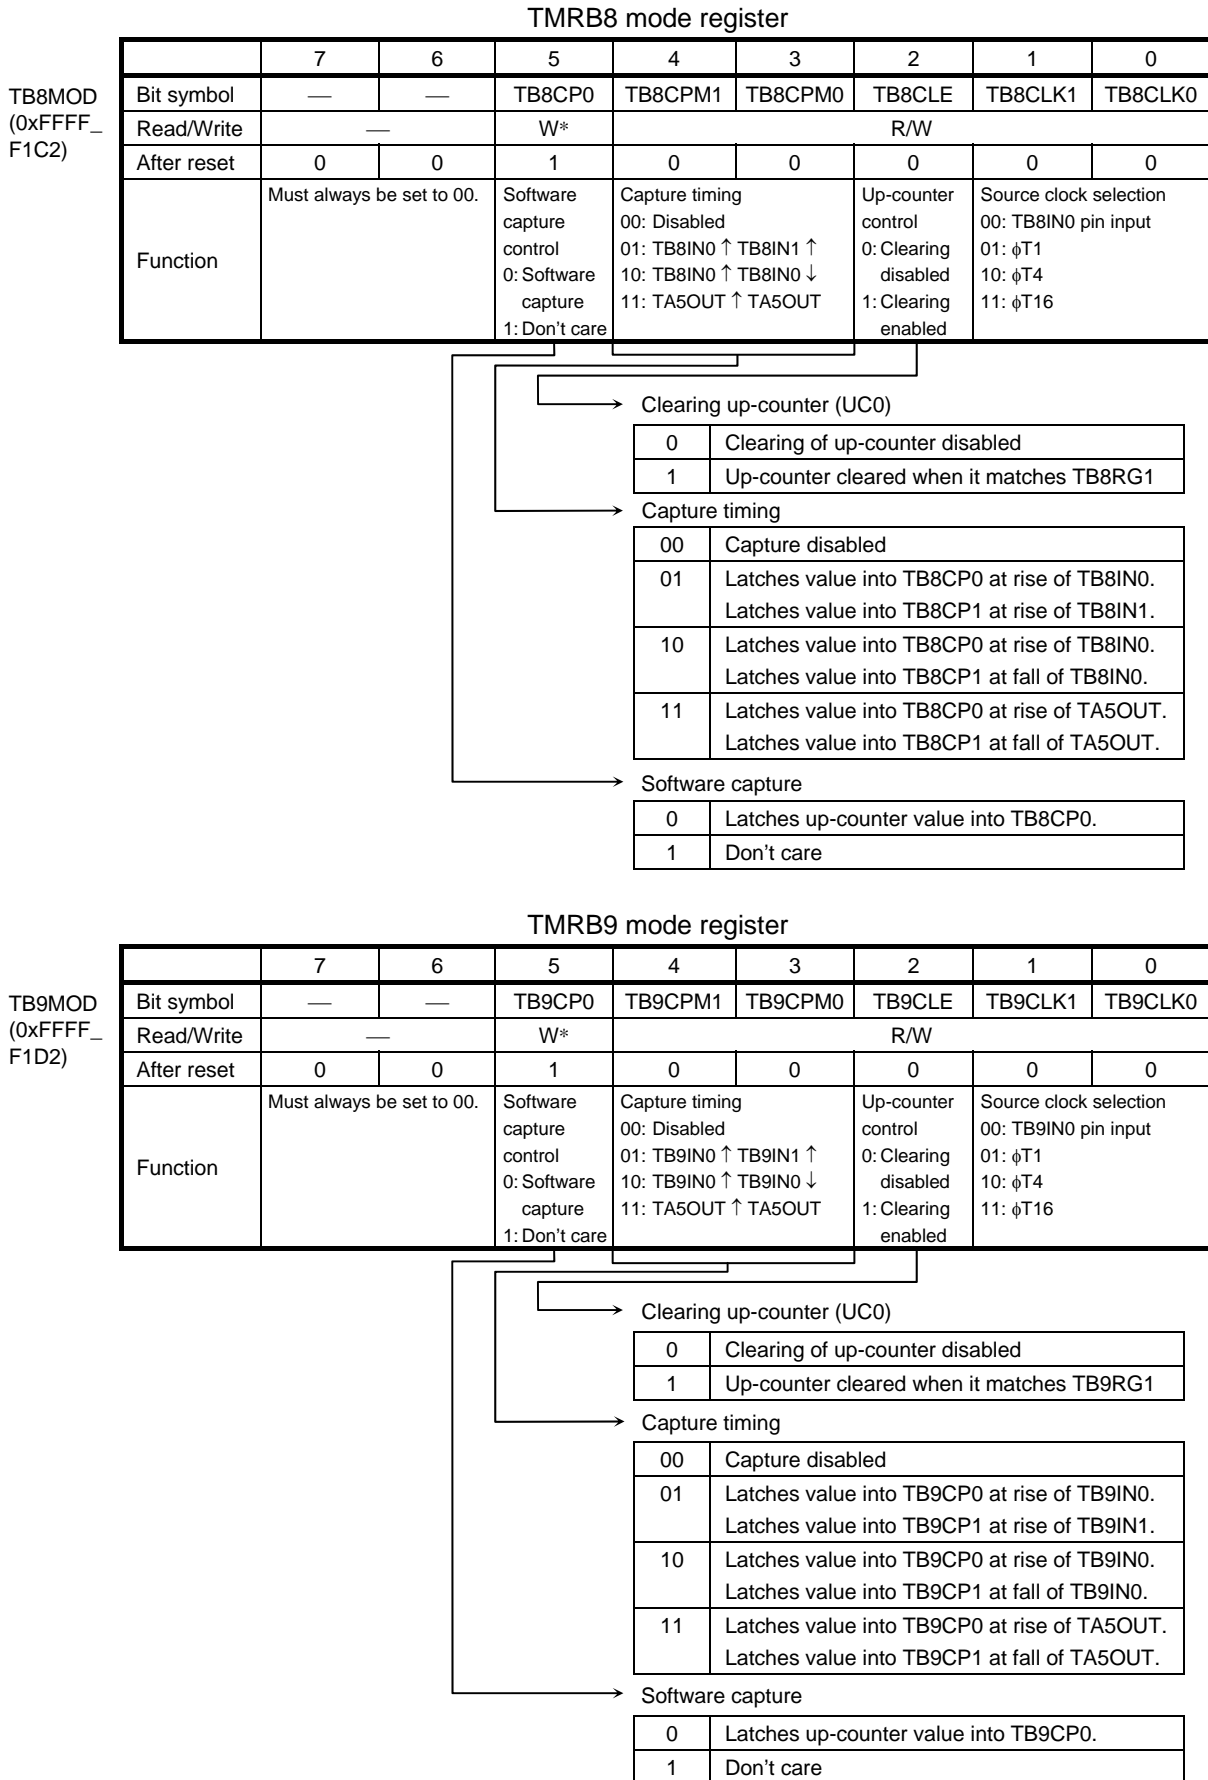 TMRB8 mode register
7 6 5 4 3 2 1 0
TB8MOD
(0xFFFF_
F1C2)
Bit symbol — — TB8CP0 TB8CPM1 TB8CPM0 TB8CLE TB8CLK1 TB8CLK0
Read/Write — W* R/W
After reset 0 0 1 0 0 0 0 0
Function
Must always be set to 00.
Software
capture
control
0: Software
capture
1: Don't care
Capture timing
00: Disabled
01: TB8IN0 ↑ TB8IN1 ↑
10: TB8IN0 ↑ TB8IN0 ↓
11: TA5OUT ↑ TA5OUT
Up-counter
control
0: Clearing
disabled
1: Clearing
enabled
Source clock selection
00: TB8IN0 pin input
01: ϕT1
10: ϕT4
11: ϕT16
Clearing up-counter (UC0)
0 Clearing of up-counter disabled
1 Up-counter cleared when it matches TB8RG1
Capture timing
00 Capture disabled
01 Latches value into TB8CP0 at rise of TB8IN0.
Latches value into TB8CP1 at rise of TB8IN1.
10 Latches value into TB8CP0 at rise of TB8IN0.
Latches value into TB8CP1 at fall of TB8IN0.
11 Latches value into TB8CP0 at rise of TA5OUT.
Latches value into TB8CP1 at fall of TA5OUT.
Software capture
0 Latches up-counter value into TB8CP0.
1 Don't care
TMRB9 mode register
7 6 5 4 3 2 1 0
TB9MOD
(0xFFFF_
F1D2)
Bit symbol — — TB9CP0 TB9CPM1 TB9CPM0 TB9CLE TB9CLK1 TB9CLK0
Read/Write — W* R/W
After reset 0 0 1 0 0 0 0 0
Function
Must always be set to 00.
Software
capture
control
0: Software
capture
1: Don't care
Capture timing
00: Disabled
01: TB9IN0 ↑ TB9IN1 ↑
10: TB9IN0 ↑ TB9IN0 ↓
11: TA5OUT ↑ TA5OUT
Up-counter
control
0: Clearing
disabled
1: Clearing
enabled
Source clock selection
00: TB9IN0 pin input
01: ϕT1
10: ϕT4
11: ϕT16
Clearing up-counter (UC0)
0 Clearing of up-counter disabled
1 Up-counter cleared when it matches TB9RG1
Capture timing
00 Capture disabled
01 Latches value into TB9CP0 at rise of TB9IN0.
Latches value into TB9CP1 at rise of TB9IN1.
10 Latches value into TB9CP0 at rise of TB9IN0.
Latches value into TB9CP1 at fall of TB9IN0.
11 Latches value into TB9CP0 at rise of TA5OUT.
Latches value into TB9CP1 at fall of TA5OUT.
Software capture
0 Latches up-counter value into TB9CP0.
1 Don't care